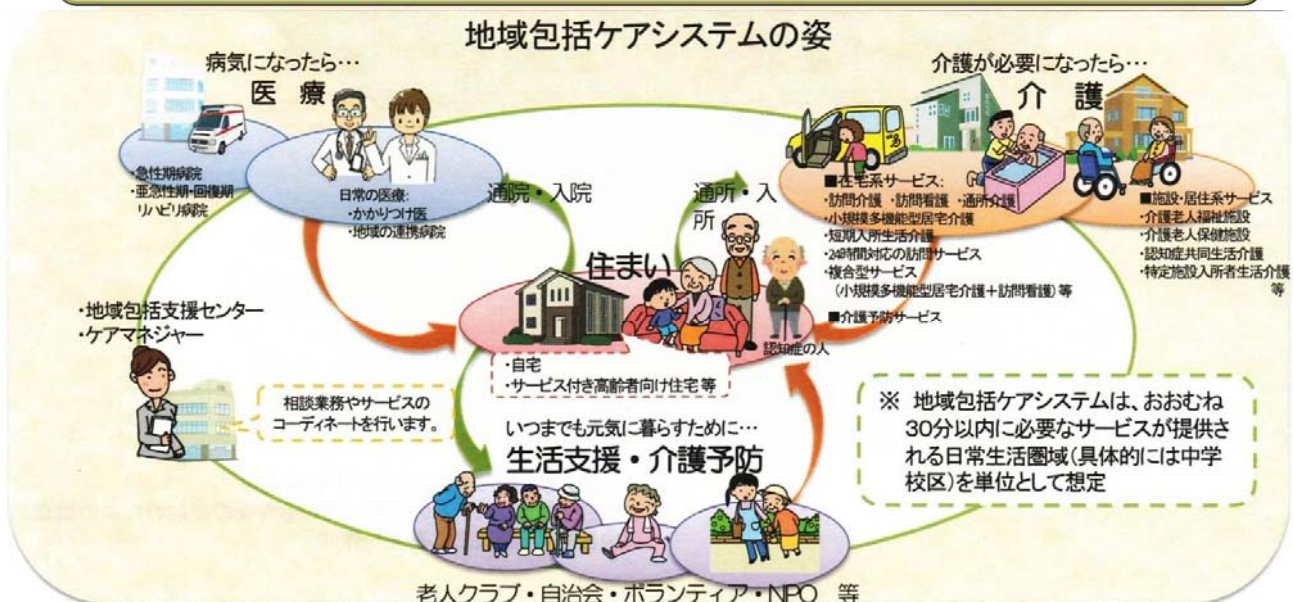 地域包括ケアシステムの姿
病気になったら…
医 療
・急性期病院
・亜急性期・回復期
リハビリ病院
日常の医療:
・かかりつけ医
・地域の連携病院
通院・入院
通所・入
所
介護が必要になったら…
介 護
■在宅系サービス:
・訪問介護 ・訪問看護 ・通所介護
・小規模多機能型居宅介護
・短期入所生活介護
・24時間対応の訪問サービス
・複合型サービス
(小規模多機能型居宅介護+訪問看護)等
■介護予防サービス
■施設・居住系サービス
・介護老人福祉施設
・介護老人保健施設
・認知症共同生活介護
・特定施設入所者生活介護
等
住まい
認知症の人
・自宅
・サービス付き高齢者向け住宅 等
・地域包括支援センター
・ケアマネジャー
相談業務やサービスの
コーディネートを行います。
いつまでも元気に暮らすために…
生活支援・介護予防
老人クラブ・自治会・ボランティア・NPO 等
※ 地域包括ケアシステムは、おおむね
30分以内に必要なサービスが提供さ
れる日常生活圏域(具体的には中学
校区)を単位として想定